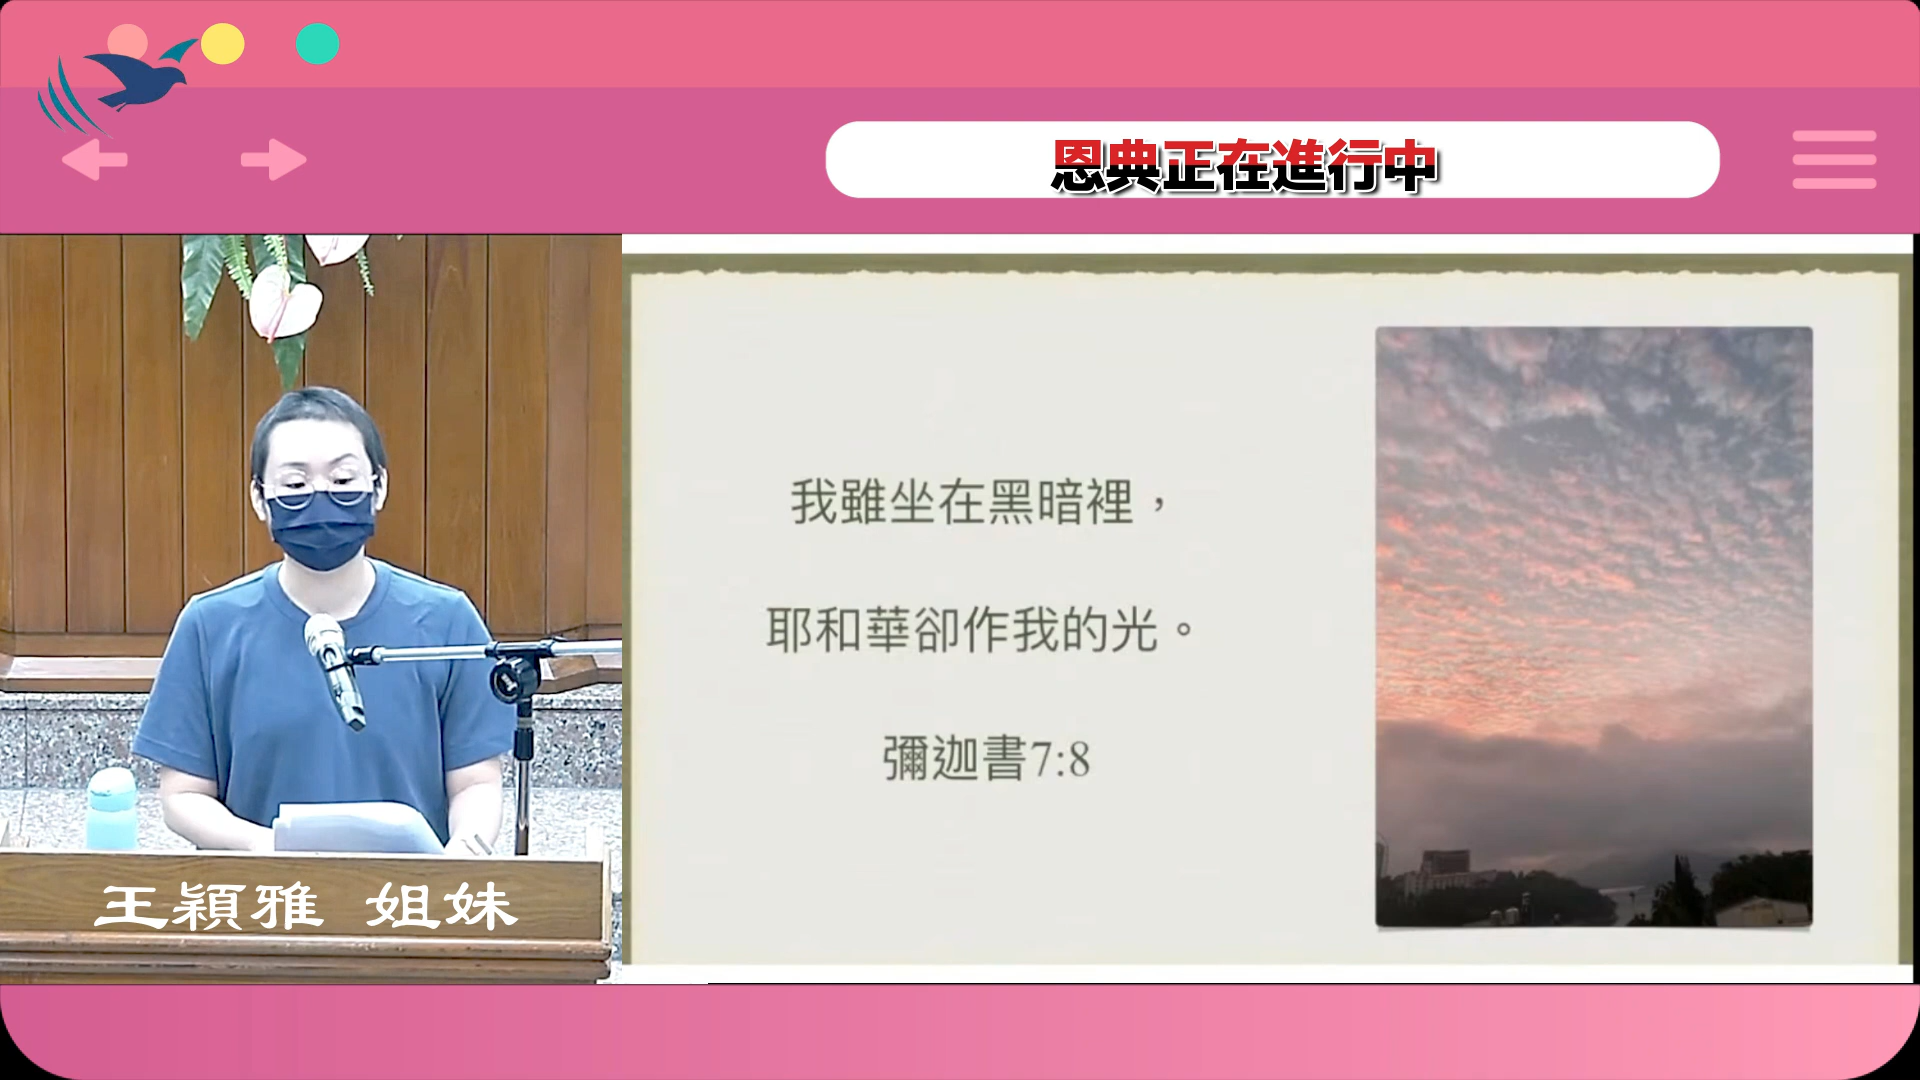 恩典正在進行中
我雖坐在黑暗裡，
耶和華卻作我的光。
彌迦書7:8
王穎雅 姐妹